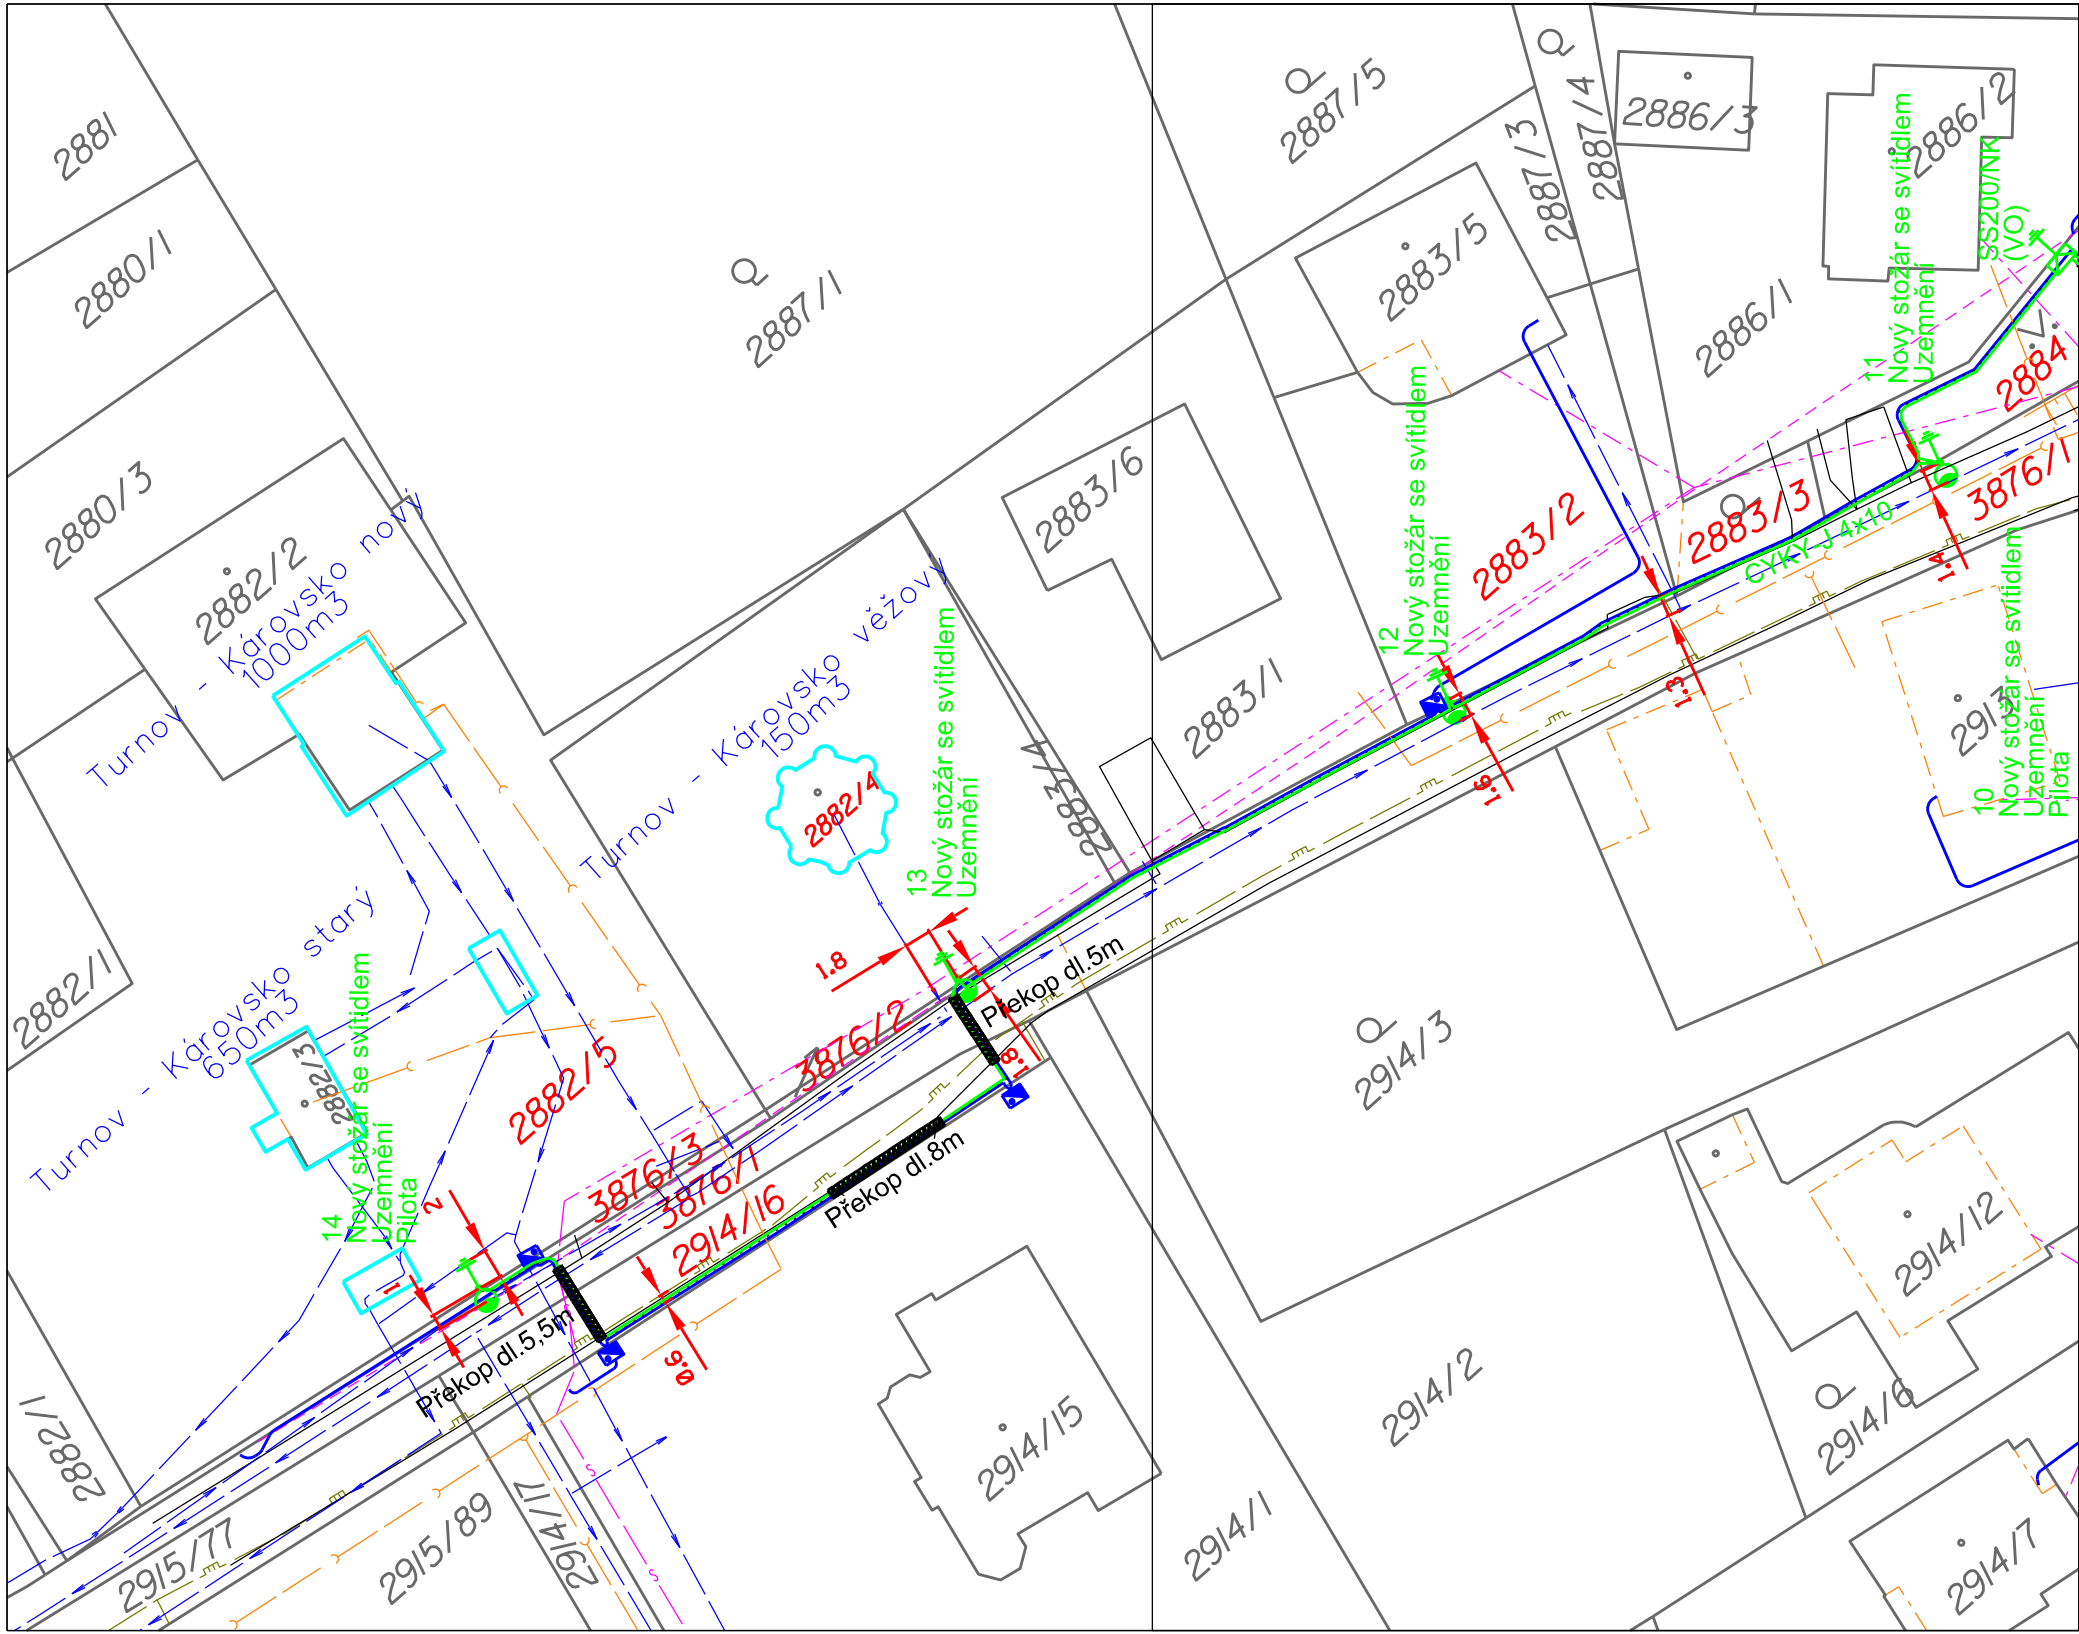 2881
2880/1
2880/3
2882/2
2882/1
Q
2887/1
Q
2887/5
Q
2887/4
2887/3
2886/3
2886/2
2886/1
2883/5
2883/6
2883/2
2883/3
Q
2883/1
2883/4
2884
.V.
3876/1
Turnov - Károvsko nový
1000m3
Turnov - Károvsko věžový
150m3
2882/4
Turnov - Károvsko starý
650m3
2882/3
2882/5
11
Nový stožár se svítidlem
Uzemnění
SS200/NK
(VO)
12
Nový stožár se svítidlem
Uzemnění
13
Nový stožár se svítidlem
Uzemnění
14
Nový stožár se svítidlem
Uzemnění
Pilota
10
Nový stožár se svítidlem
Uzemnění
Pilota
CYKY-J 4x10
1.4
1.3
1.6
1.8
1.8
2
1
0.6
Překop dl.5m
Překop dl.8m
Překop dl.5,5m
3876/2
3876/3
3876/1
2914/16
2913
Q
2914/3
2914/12
2914/2
Q
2914/6
2914/7
2914/15
2914/1
2914/17
2915/89
2915/77
2882/1